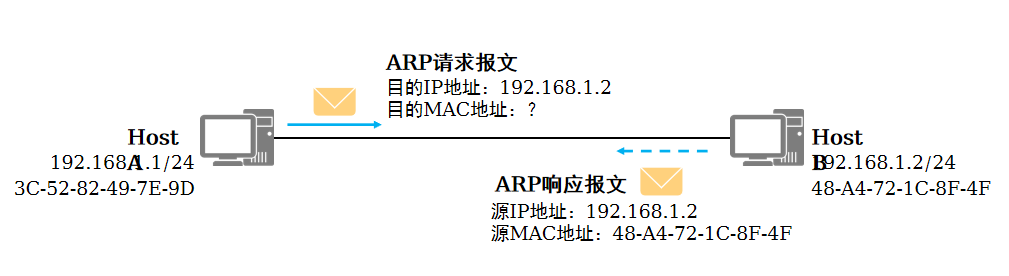 ARP请求报文
目的IP地址：192.168.1.2
目的MAC地址：？
Host
A
192.168.1.1/24
3C-52-82-49-7E-9D
Host
B
192.168.1.2/24
48-A4-72-1C-8F-4F
ARP响应报文
源IP地址：192.168.1.2
源MAC地址：48-A4-72-1C-8F-4F